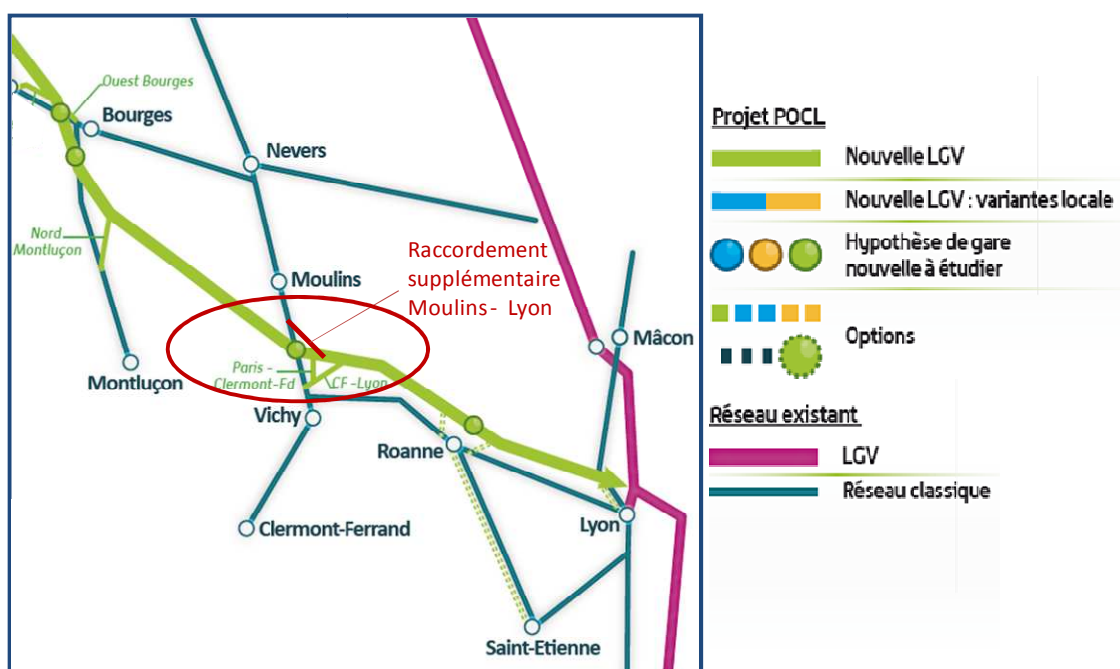 Ouest Bourges
Bourges
Nevers
Nord
Montluçon
Moulins
Raccordement
supplémentaire
Moulins - Lyon
Mâcon
Paris -
Clermont-Fd
CF -Lyon
Montluçon
Vichy
Roanne
Clermont-Ferrand
Lyon
Saint-Etienne
Projet POCL
Nouvelle LGV
Nouvelle LGV : variantes locale
Hypothèse de gare
nouvelle à étudier
Options
Réseau existant
LGV
Réseau classique